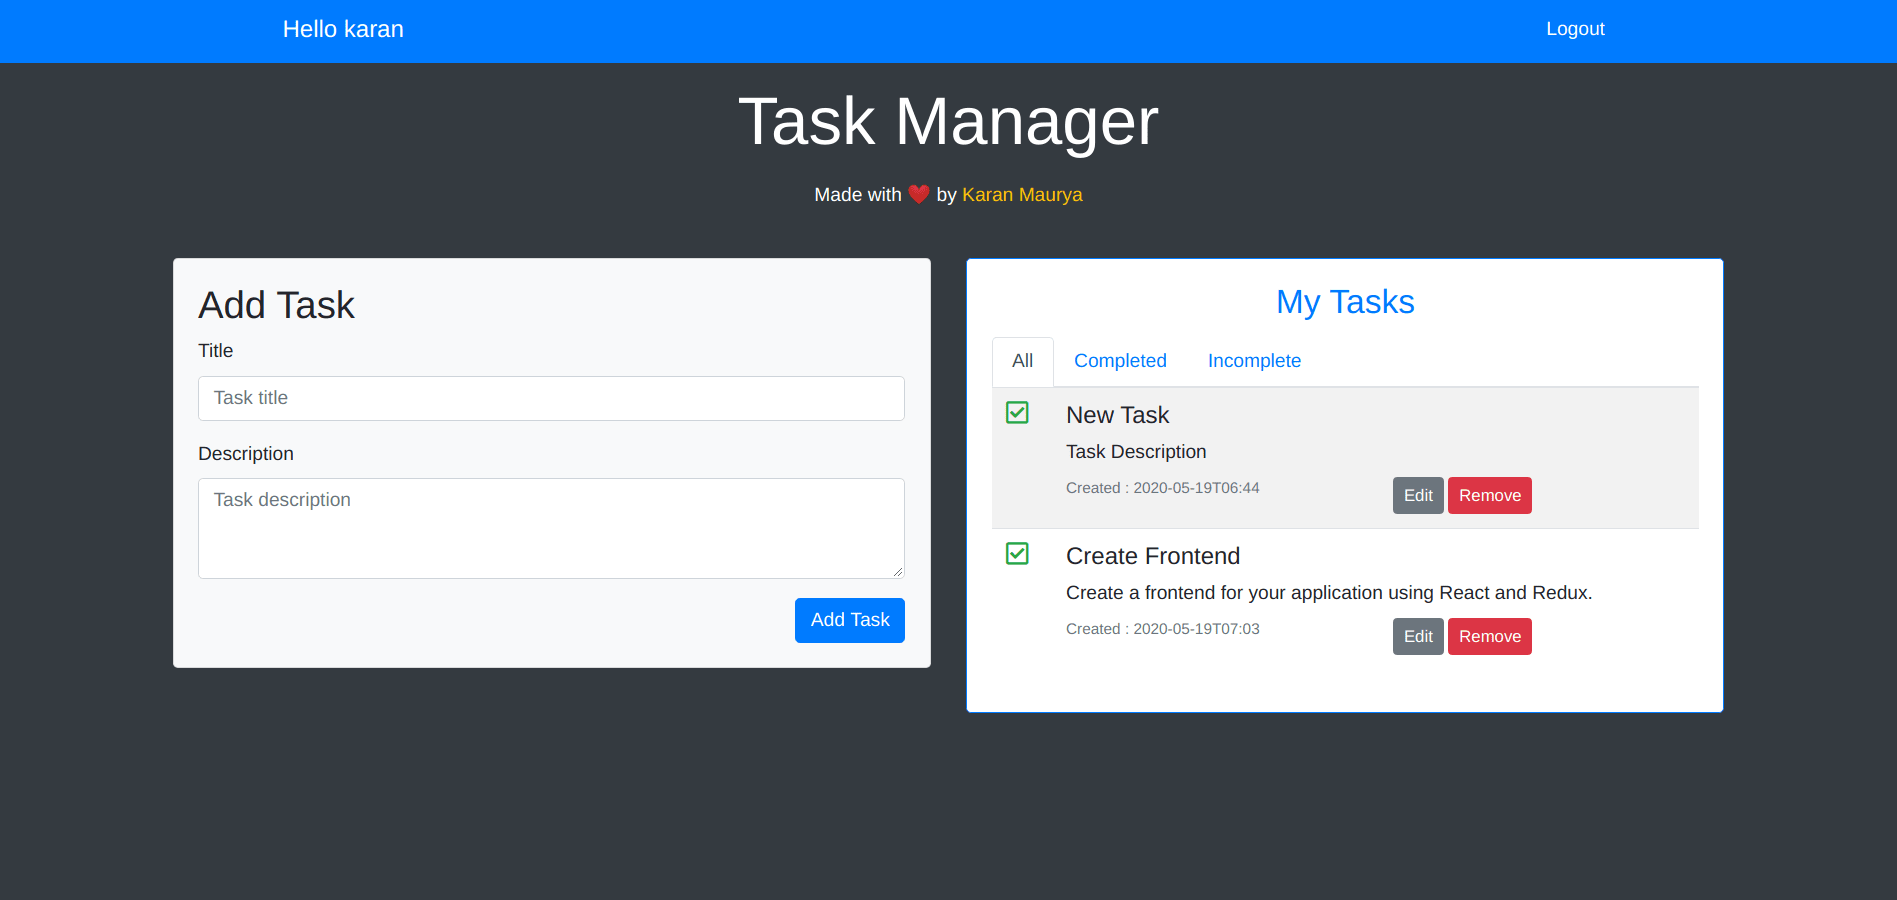 Hello karan
Logout
Task Manager
Made with ❤️ by Karan Maurya
Add Task
Title
Task title
Description
Task description
Add Task
My Tasks
All Completed Incomplete
New Task
Task Description
Created : 2020-05-19T06:44
Edit Remove
Create Frontend
Create a frontend for your application using React and Redux.
Created : 2020-05-19T07:03
Edit Remove